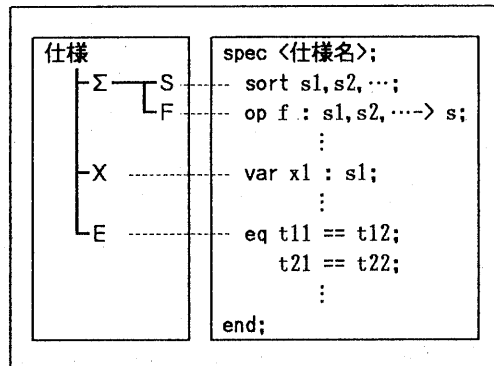 仕様
Σ S
F
X
E
spec <仕様名>;
sort s1,s2,…;
op f : s1,s2,…-> s;
⋮
var x1 : s1;
⋮
eq t11 == t12;
t21 == t22;
⋮
end;